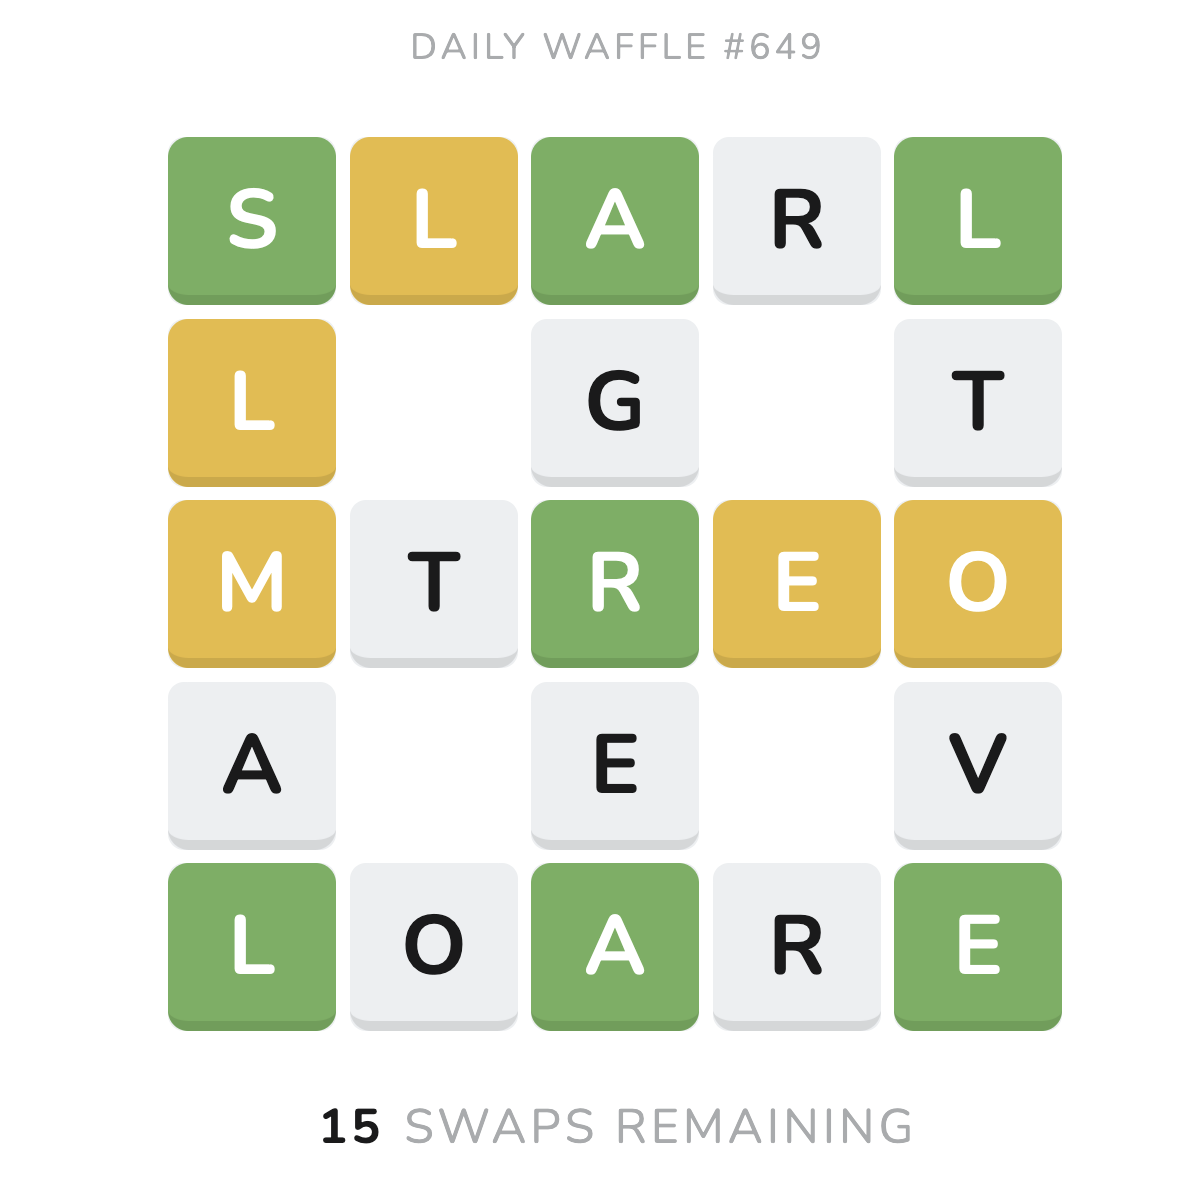 DAILY WAFFLE #649
S L A R L
L G T
M T R E O
A E V
L O A R E
15 SWAPS REMAINING